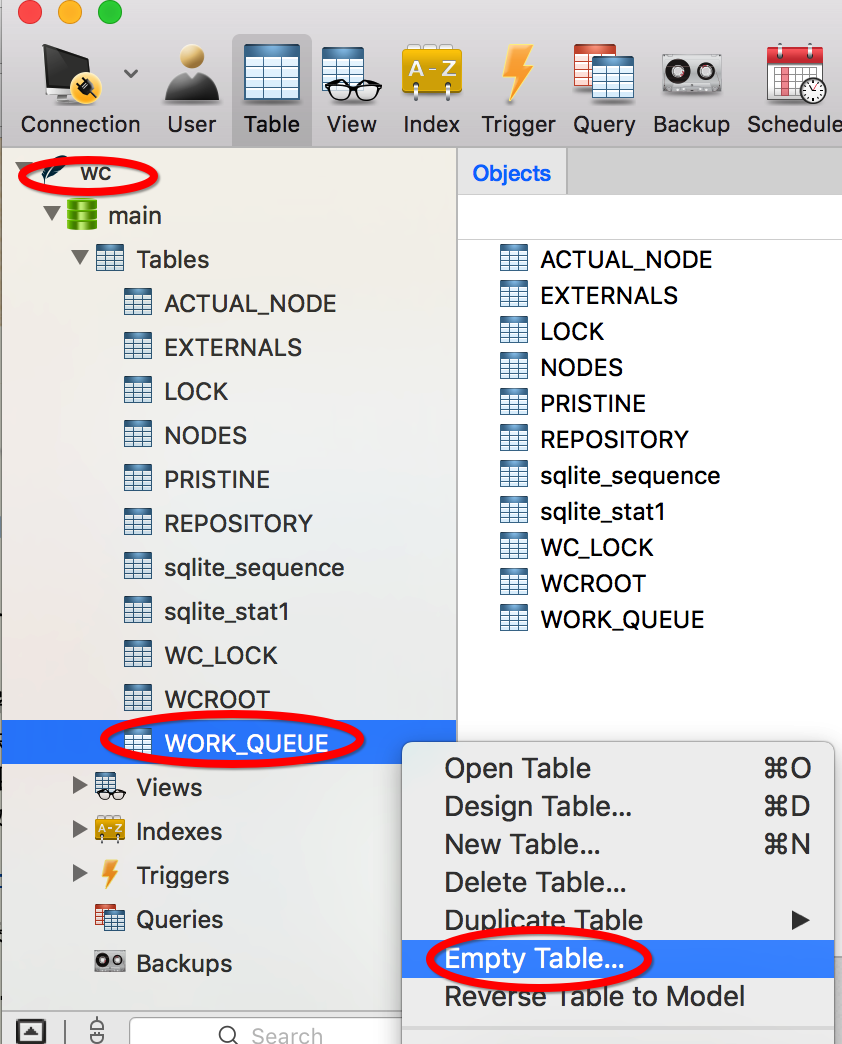 Connection User Table View Index Trigger Query Backup Schedule
wc
main
Tables
ACTUAL_NODE
EXTERNALS
LOCK
NODES
PRISTINE
REPOSITORY
sqlite_sequence
sqlite_stat1
WC_LOCK
WCROOT
WORK_QUEUE
Views
Indexes
Triggers
Queries
Backups
Search
Objects
ACTUAL_NODE
EXTERNALS
LOCK
NODES
PRISTINE
REPOSITORY
sqlite_sequence
sqlite_stat1
WC_LOCK
WCROOT
WORK_QUEUE
Open Table ⌘O
Design Table... ⌘D
New Table... ⌘N
Delete Table...
Duplicate Table ▶
Empty Table...
Reverse Table to Model